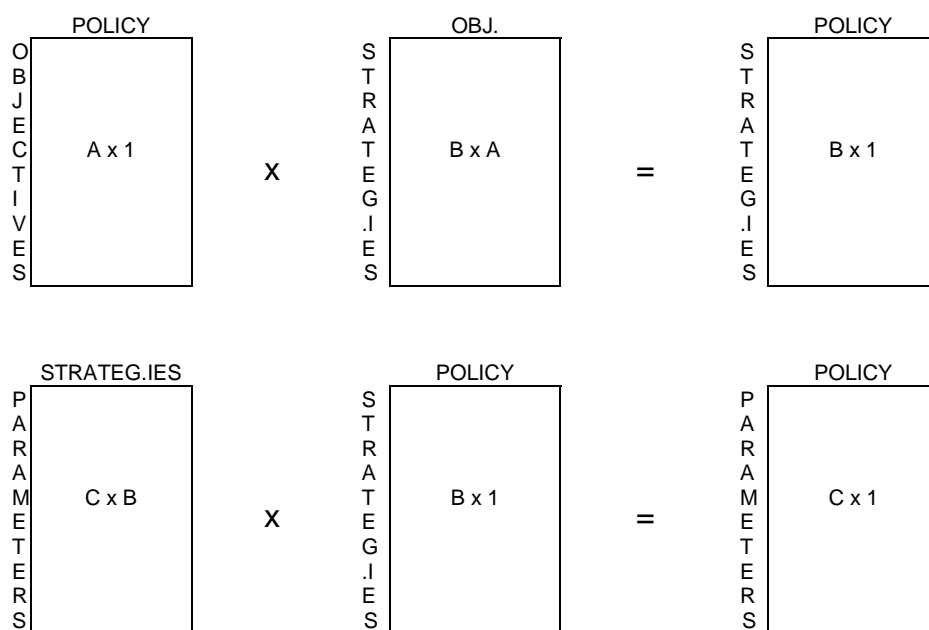 POLICY
OBJECTIVES
A x 1
x
OBJ.
STRATEG.IES
B x A
=
POLICY
STRATEG.IES
B x 1
STRATEG.IES
PARAMETERS
C x B
x
POLICY
STRATEG.IES
B x 1
=
POLICY
PARAMETERS
C x 1